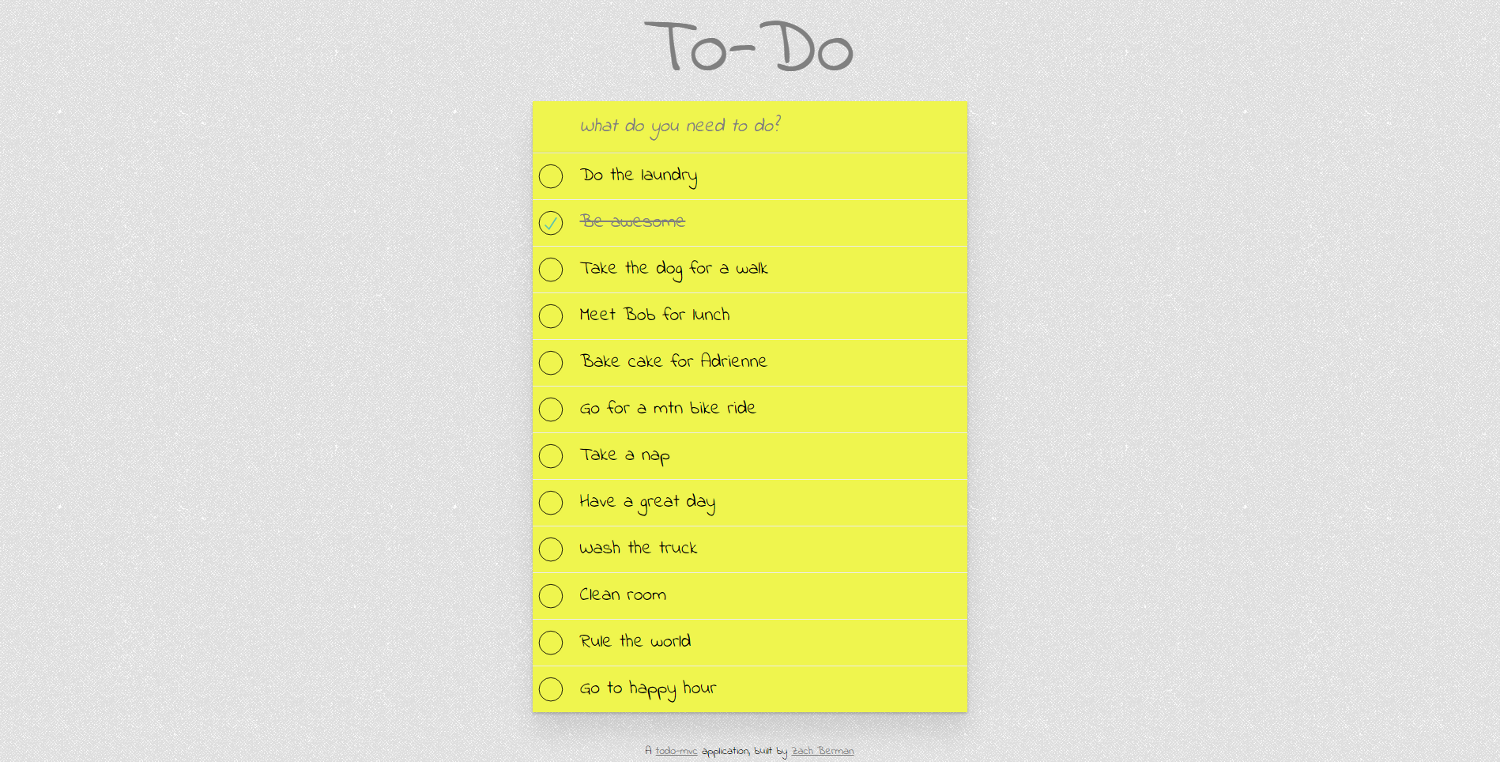 To-Do
What do you need to do?
Do the laundry
Be awesome
Take the dog for a walk
Meet Bob for lunch
Bake cake for Adrienne
Go for a mtn bike ride
Take a nap
Have a great day
Wash the truck
Clean room
Rule the world
Go to happy hour
A todo-mvc application, built by Zach Berman